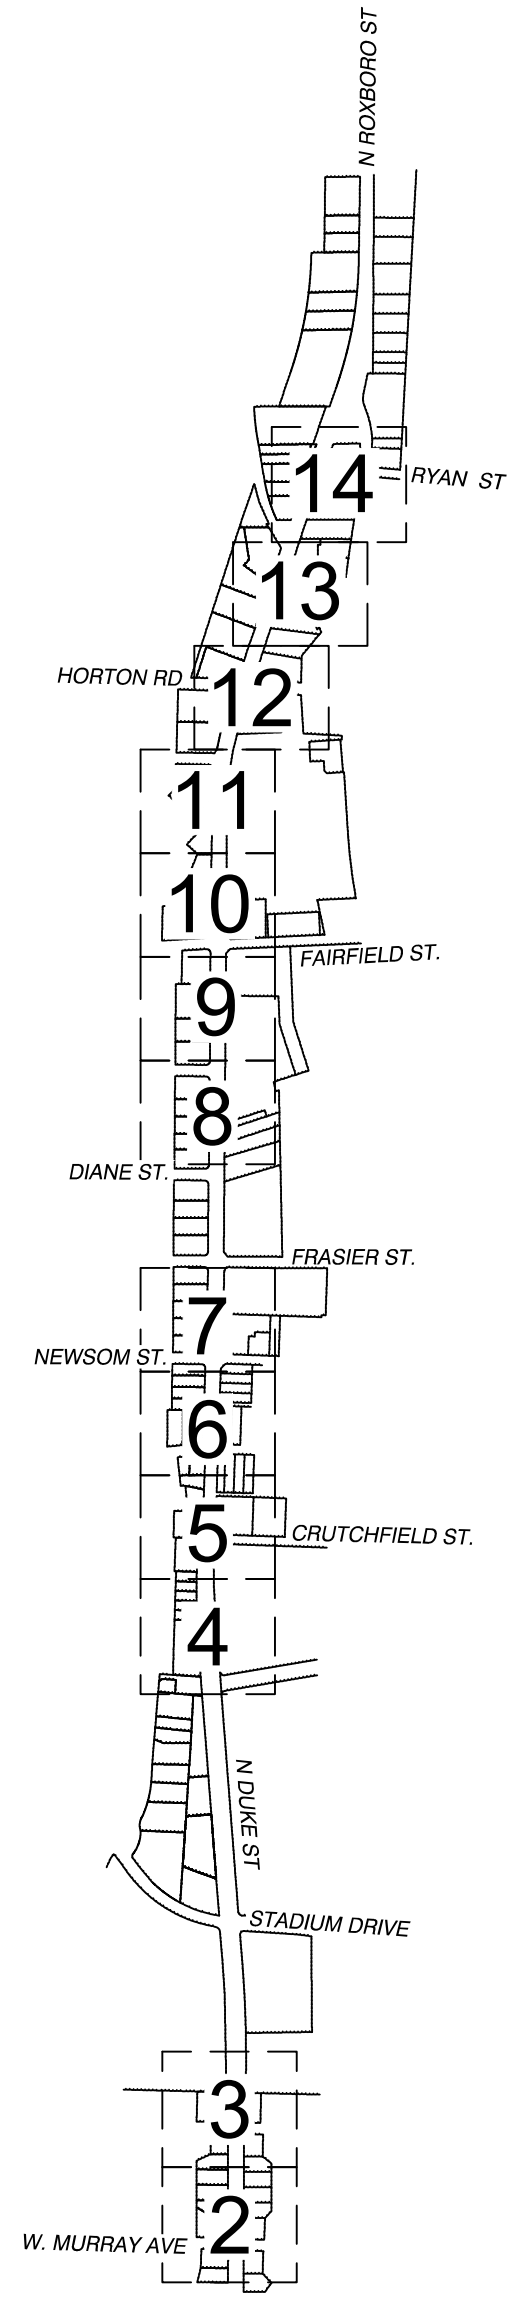 N ROXBORO ST
14
RYAN ST
13
HORTON RD
12
11
10
FAIRFIELD ST.
9
8
DIANE ST.
FRASIER ST.
7
NEWSOM ST.
6
5
CRUTCHFIELD ST.
4
N DUKE ST
STADIUM DRIVE
3
2
W. MURRAY AVE